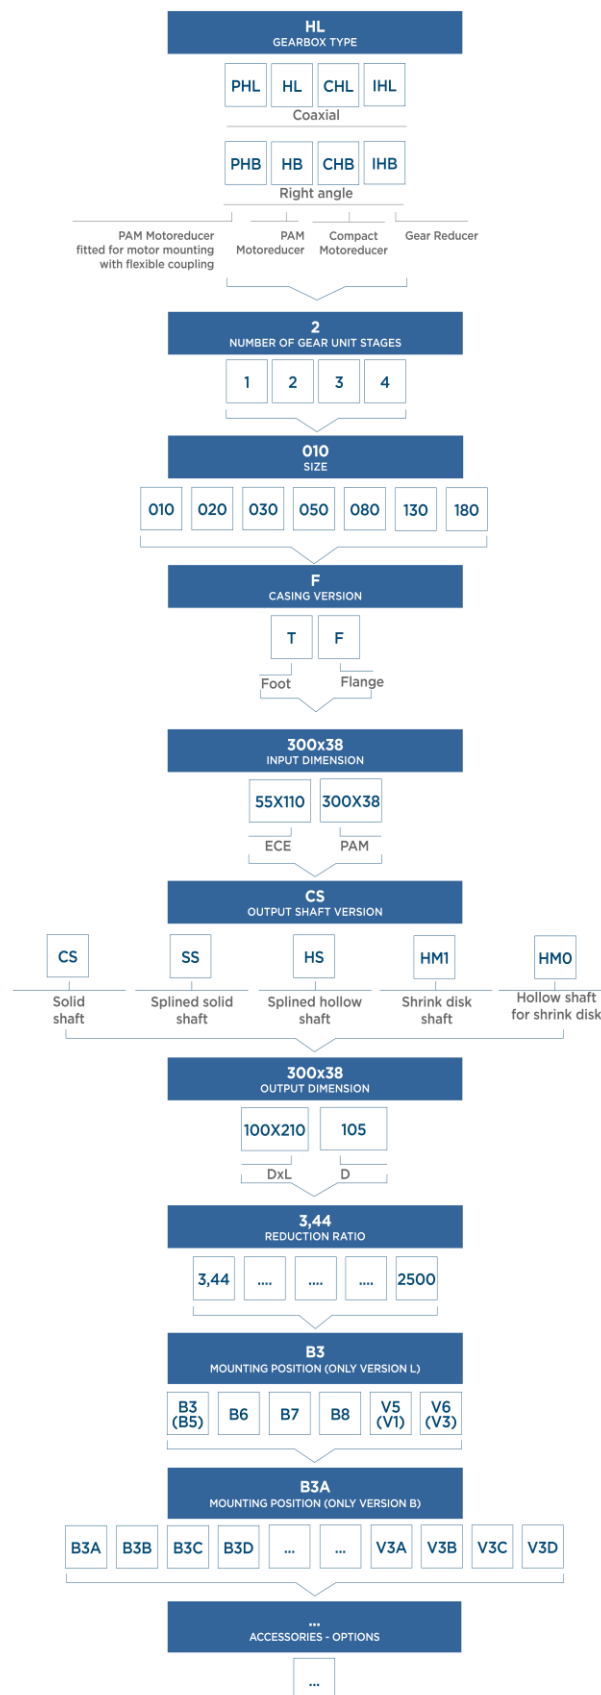 HL
GEARBOX TYPE
PHL HL CHL IHL
Coaxial
PHB HB CHB IHB
Right angle
PAM Motoreducer
fitted for motor mounting
with flexible coupling
PAM
Motoreducer
Compact
Motoreducer
Gear Reducer
2
NUMBER OF GEAR UNIT STAGES
1 2 3 4
010
SIZE
010 020 030 050 080 130 180
F
CASING VERSION
T F
Foot Flange
300x38
INPUT DIMENSION
55X110 300X38
ECE PAM
CS
OUTPUT SHAFT VERSION
CS SS HS HM1 HM0
Solid
shaft
Splined solid
shaft
Splined hollow
shaft
Shrink disk
shaft
Hollow shaft
for shrink disk
300x38
OUTPUT DIMENSION
100X210 105
DxL D
3,44
REDUCTION RATIO
3,44 .... .... .... 2500
B3
MOUNTING POSITION (ONLY VERSION L)
B3
(B5)
B6 B7 B8
V5
(V1)
V6
(V3)
B3A
MOUNTING POSITION (ONLY VERSION B)
B3A B3B B3C B3D ... ... V3A V3B V3C V3D
...
ACCESSORIES - OPTIONS
...